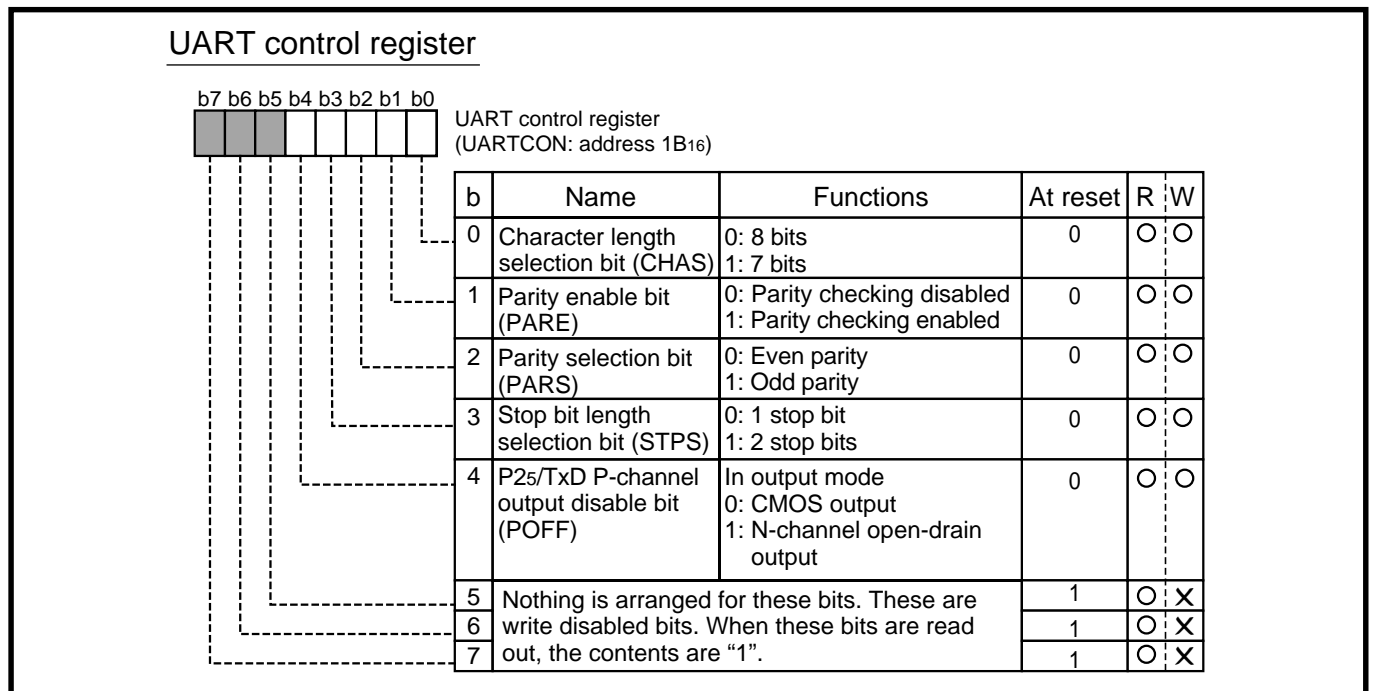 UART control register
b7 b6 b5 b4 b3 b2 b1 b0
UART control register
(UARTCON: address 1B16)
b Name Functions At reset R W
0 Character length selection bit (CHAS) 0: 8 bits 1: 7 bits 0 O O
1 Parity enable bit (PARE) 0: Parity checking disabled 1: Parity checking enabled 0 O O
2 Parity selection bit (PARS) 0: Even parity 1: Odd parity 0 O O
3 Stop bit length selection bit (STPS) 0: 1 stop bit 1: 2 stop bits 0 O O
4 P25/TxD P-channel output disable bit (POFF) In output mode 0: CMOS output 1: N-channel open-drain output 0 O O
5 Nothing is arranged for these bits. These are 1 O X
6 write disabled bits. When these bits are read 1 O X
7 out, the contents are “1”. 1 O X